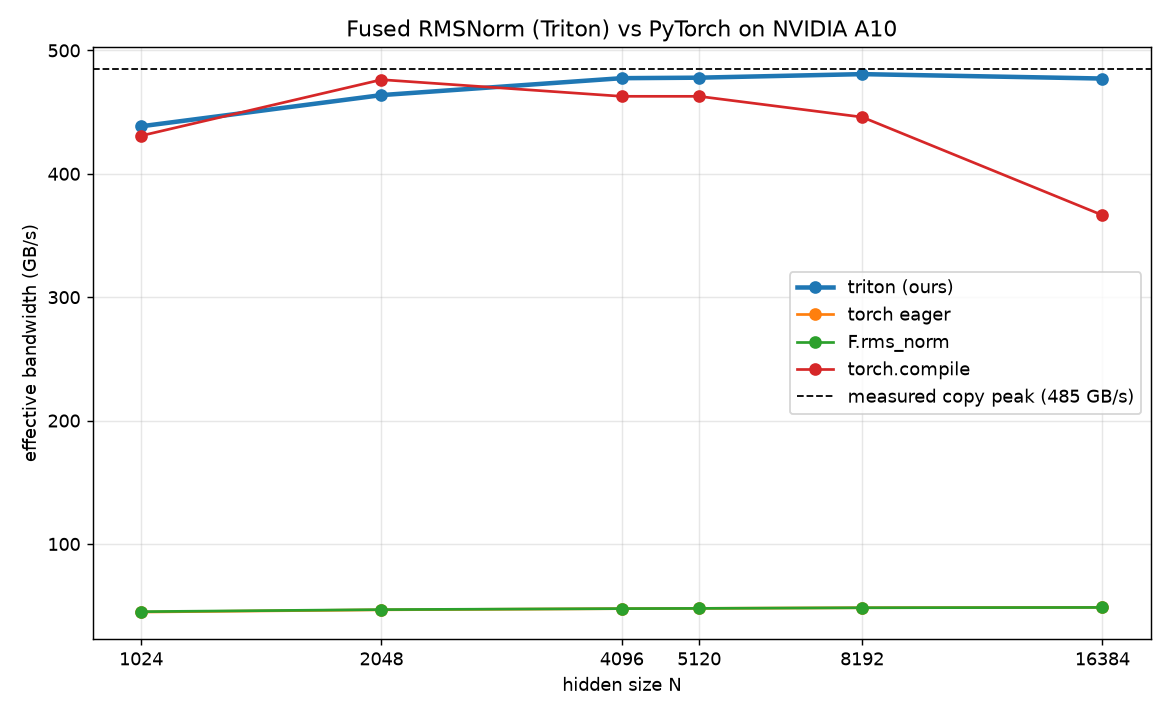 Fused RMSNorm (Triton) vs PyTorch on NVIDIA A10
500
400
300
200
100
effective bandwidth (GB/s)
triton (ours)
torch eager
F.rms_norm
torch.compile
measured copy peak (485 GB/s)
1024 2048 4096 5120 8192 16384
hidden size N